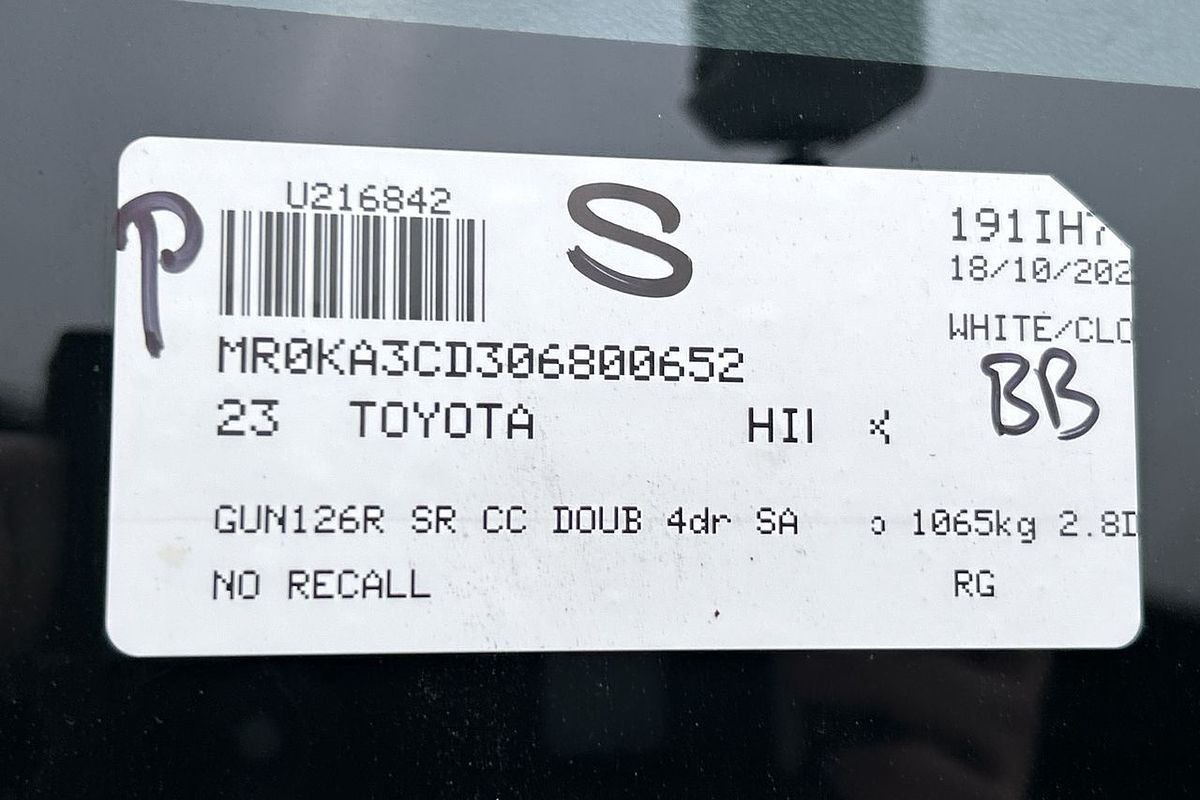 U216842
S
P
191IH7
18/10/202
WHITE/CLO
MR0KA3CD306800652
BB
23 TOYOTA
GUN126R SR CC DOUB 4dr SA 1065kg 2.8D
NO RECALL RG